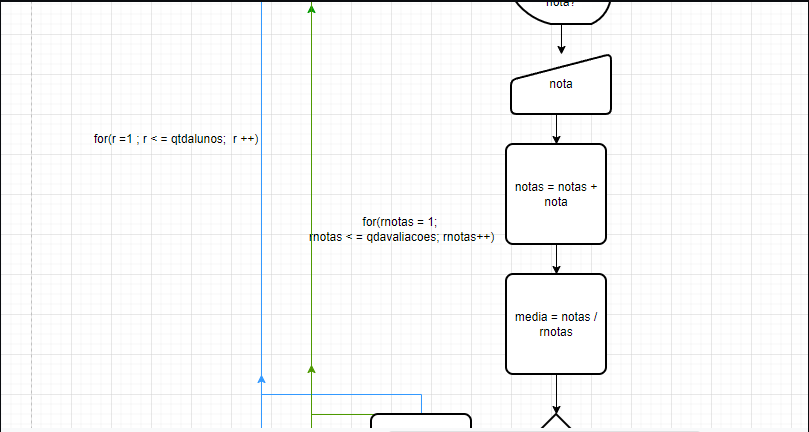 nota?
nota
for(r =1 ; r < = qtdalunos;  r ++)
notas = notas +
nota
for(rnotas = 1;
rnotas < = qdavaliacoes; rnotas++)
media = notas /
rnotas